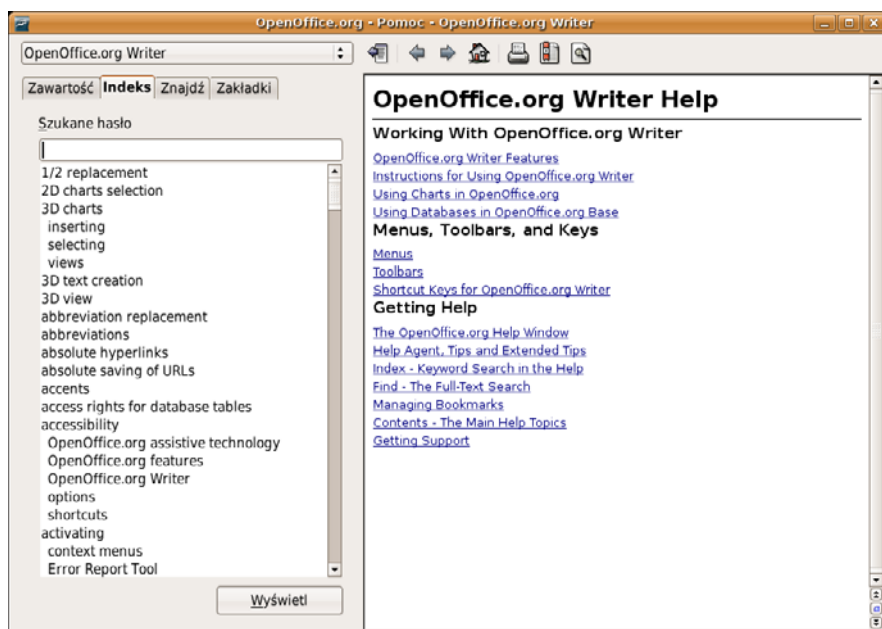 OpenOffice.org - Pomoc - OpenOffice.org Writer
OpenOffice.org Writer
Zawartość Indeks Znajdź Zakładki
Szukane hasło
1/2 replacement
2D charts selection
3D charts
inserting
selecting
views
3D text creation
3D view
abbreviation replacement
abbreviations
absolute hyperlinks
absolute saving of URLs
accents
access rights for database tables
accessibility
OpenOffice.org assistive technology
OpenOffice.org features
OpenOffice.org Writer
options
shortcuts
activating
context menus
Error Report Tool
Wyświetl
OpenOffice.org Writer Help
Working With OpenOffice.org Writer
OpenOffice.org Writer Features
Instructions for Using OpenOffice.org Writer
Using Charts in OpenOffice.org
Using Databases in OpenOffice.org Base
Menus, Toolbars, and Keys
Menus
Toolbars
Shortcut Keys for OpenOffice.org Writer
Getting Help
The OpenOffice.org Help Window
Help Agent, Tips and Extended Tips
Index - Keyword Search in the Help
Find - The Full-Text Search
Managing Bookmarks
Contents - The Main Help Topics
Getting Support